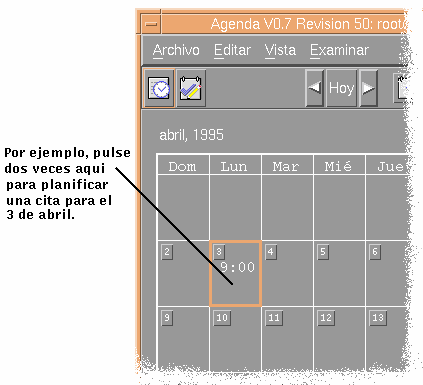 Agenda V0.7 Revision 50: root
Archivo Editar Vista Examinar
Hoy
abril, 1995
Por ejemplo, pulse
dos veces aqui
para planificar
una cita para el
3 de abril.
Dom Lun Mar Mié Jue
2 3 4 5 6
9:00
9 10 11 12 13